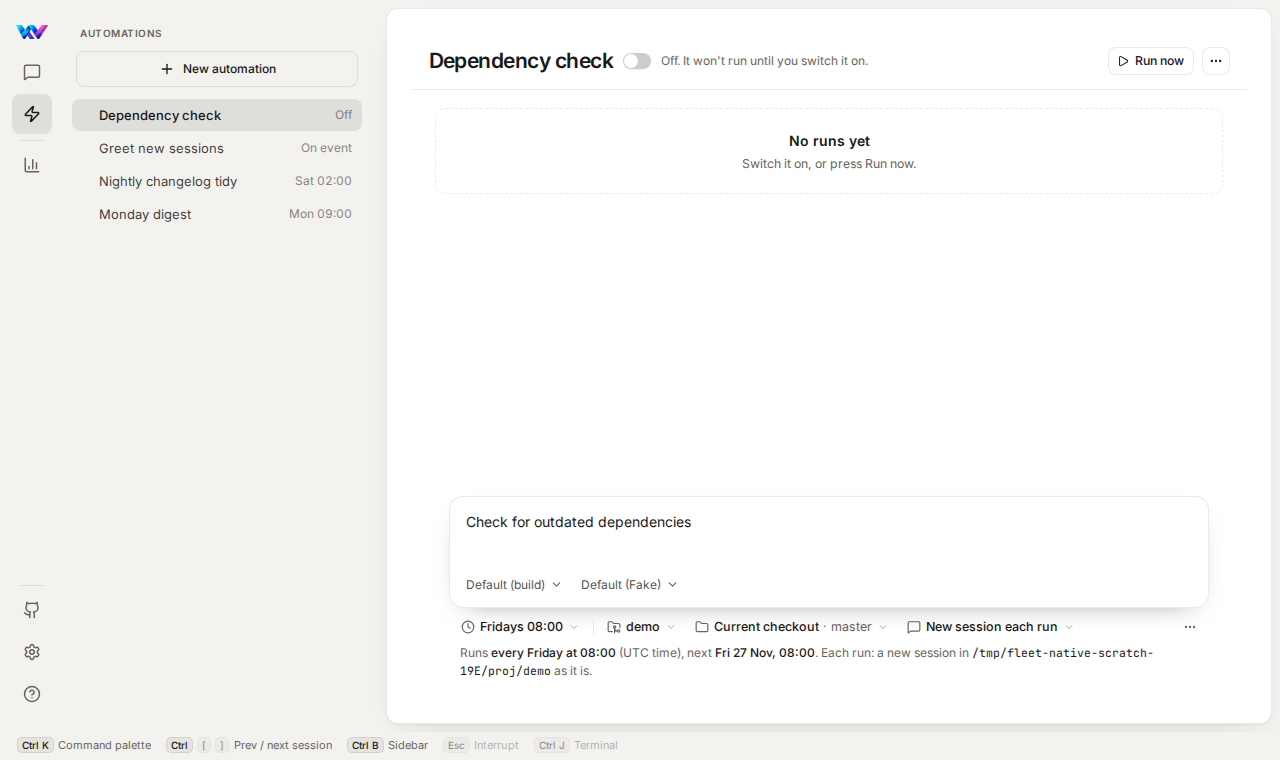 AUTOMATIONS
New automation
Dependency check Off
Greet new sessions On event
Nightly changelog tidy Sat 02:00
Monday digest Mon 09:00
Dependency check Off. It won't run until you switch it on. Run now
No runs yet
Switch it on, or press Run now.
Check for outdated dependencies
Default (build) Default (Fake)
Fridays 08:00 demo Current checkout · master New session each run
Runs every Friday at 08:00 (UTC time), next Fri 27 Nov, 08:00. Each run: a new session in /tmp/fleet-native-scratch-
19E/proj/demo as it is.
Ctrl K Command palette Ctrl [ ] Prev / next session Ctrl B Sidebar Esc Interrupt Ctrl J Terminal